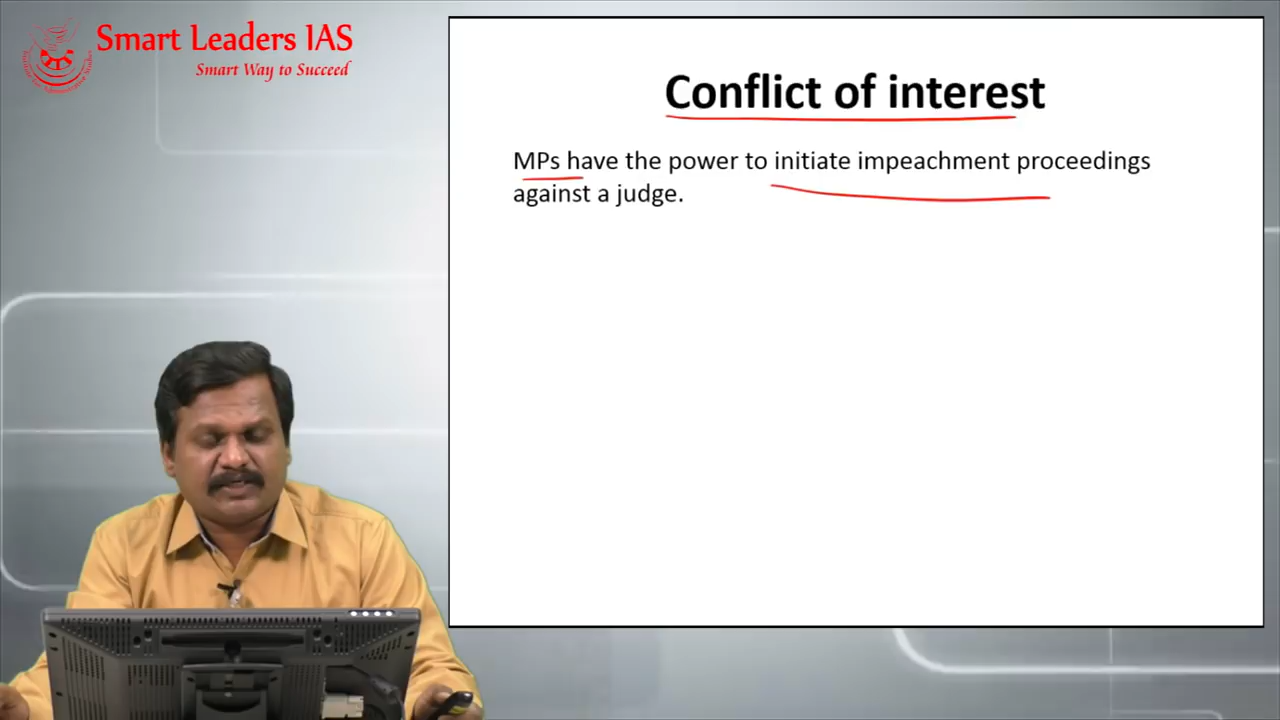 Smart Leaders IAS
Smart Way to Succeed
Conflict of interest
MPs have the power to initiate impeachment proceedings
against a judge.